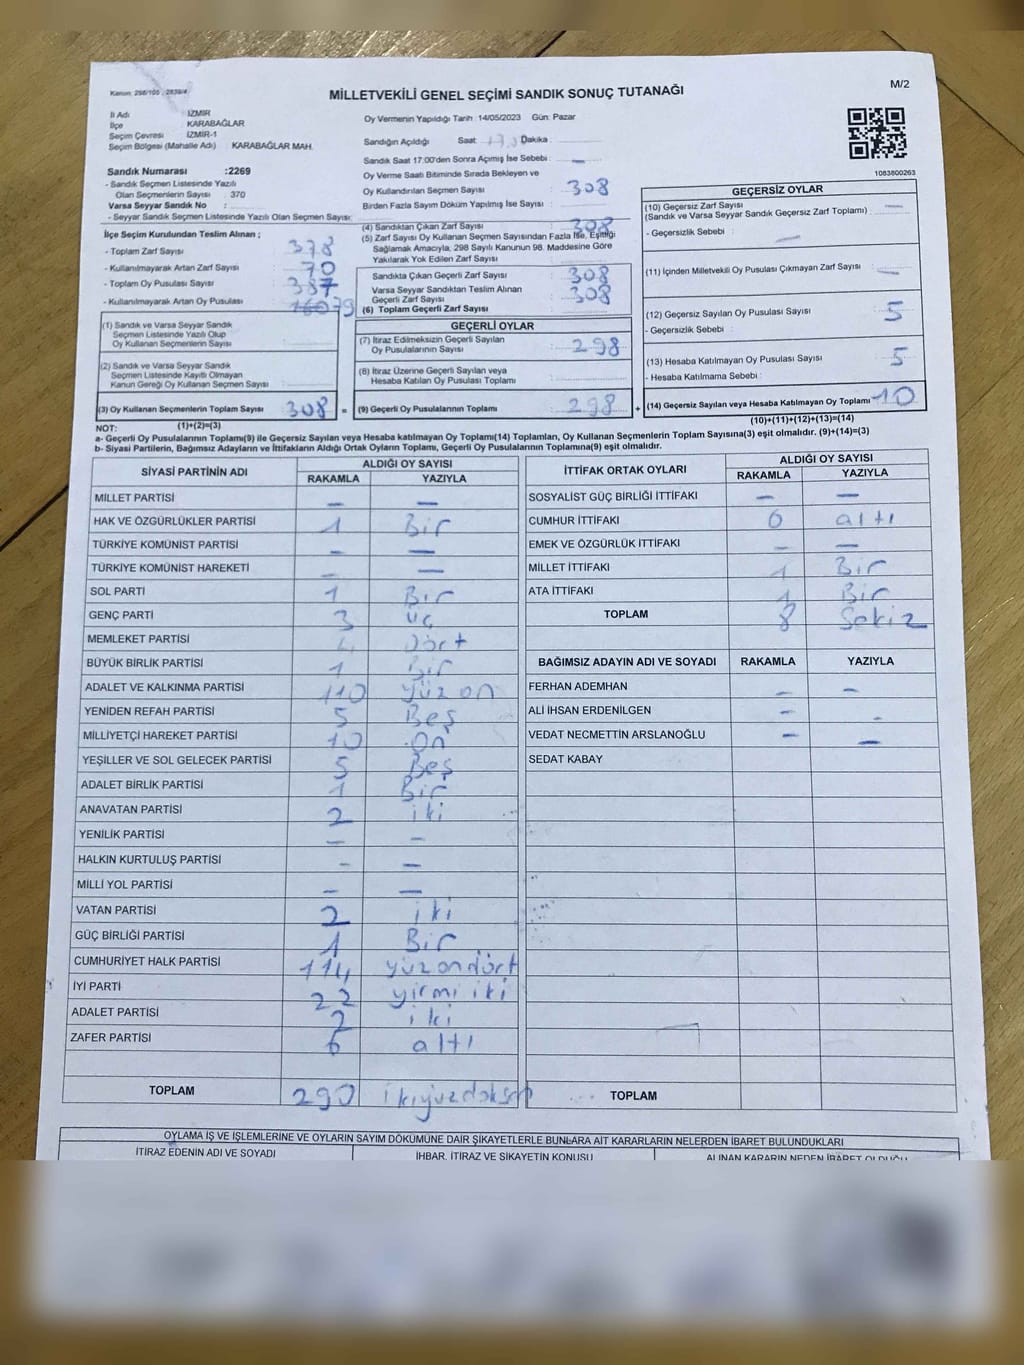 Kanun: 298/105 ; 2839/4
MİLLETVEKİLİ GENEL SEÇİMİ SANDIK SONUÇ TUTANAĞI
M/2
İl Adı İZMİR
İlçe KARABAĞLAR
Seçim Çevresi İZMİR-1
Seçim Bölgesi (Mahalle Adı) KARABAĞLAR MAH.
Sandık Numarası :2269
- Sandık Seçmen Listesinde Yazılı
Olan Seçmenlerin Sayısı : 370
Varsa Seyyar Sandık No :
- Seyyar Sandık Seçmen Listesinde Yazılı Olan Seçmen Sayısı:
Oy Vermenin Yapıldığı Tarih :14/05/2023 Gün: Pazar
Sandığın Açıldığı Saat Dakika
Sandık Saat 17:00'den Sonra Açımış İse Sebebi : —
Oy Verme Saati Bitiminde Sırada Bekleyen ve
Oy Kullandırılan Seçmen Sayısı 308
Birden Fazla Sayım Döküm Yapılmış İse Sayısı :
1083800263
İlçe Seçim Kurulundan Teslim Alınan ;
- Toplam Zarf Sayısı 378
- Kullanılmayarak Artan Zarf Sayısı 70
- Toplam Oy Pusulası Sayısı 387
- Kullanılmayarak Artan Oy Pusulası 79
(4) Sandıktan Çıkan Zarf Sayısı 308
(5) Zarf Sayısı Oy Kullanan Seçmen Sayısından Fazla İse, Eşitliği
Sağlamak Amacıyla, 298 Sayılı Kanunun 98. Maddesine Göre
Yakılarak Yok Edilen Zarf Sayısı
Sandıkta Çıkan Geçerli Zarf Sayısı 308
Varsa Seyyar Sandıktan Teslim Alınan
Geçerli Zarf Sayısı 308
(6) Toplam Geçerli Zarf Sayısı
GEÇERSİZ OYLAR
(10) Geçersiz Zarf Sayısı
(Sandık ve Varsa Seyyar Sandık Geçersiz Zarf Toplamı) —
- Geçersizlik Sebebi : —
(11) İçinden Milletvekili Oy Pusulası Çıkmayan Zarf Sayısı —
(12) Geçersiz Sayılan Oy Pusulası Sayısı 5
- Geçersizlik Sebebi :
(13) Hesaba Katılmayan Oy Pusulası Sayısı 5
- Hesaba Katılmama Sebebi :
(14) Geçersiz Sayılan veya Hesaba Katılmayan Oy Toplamı 10
(10)+(11)+(12)+(13)=(14)
(1) Sandık ve Varsa Seyyar Sandık
Seçmen Listesinde Yazılı Olup
Oy Kullanan Seçmenlerin Sayısı
(2) Sandık ve Varsa Seyyar Sandık
Seçmen Listesinde Kayıtlı Olmayan
Kanun Gereği Oy Kullanan Seçmen Sayısı
(3) Oy Kullanan Seçmenlerin Toplam Sayısı 308 =
(1)+(2)=(3)
GEÇERLİ OYLAR
(7) İtiraz Edilmeksizin Geçerli Sayılan
Oy Pusulalarının Sayısı 298
(8) İtiraz Üzerine Geçerli Sayılan veya
Hesaba Katılan Oy Pusulası Toplamı
(9) Geçerli Oy Pusulalarının Toplamı 298 +
NOT:
a- Geçerli Oy Pusulalarının Toplamı(9) ile Geçersiz Sayılan veya Hesaba katılmayan Oy Toplamı(14) Toplamları, Oy Kullanan Seçmenlerin Toplam Sayısına(3) eşit olmalıdır. (9)+(14)=(3)
b- Siyasi Partilerin, Bağımsız Adayların ve İttifakların Aldığı Ortak Oyların Toplamı, Geçerli Oy Pusulalarının Toplamına(9) eşit olmalıdır.
SİYASİ PARTİNİN ADI ALDIĞI OY SAYISI
RAKAMLA YAZIYLA
MİLLET PARTİSİ — —
HAK VE ÖZGÜRLÜKLER PARTİSİ 1 Bir
TÜRKİYE KOMÜNİST PARTİSİ — —
TÜRKİYE KOMÜNİST HAREKETİ — —
SOL PARTİ 1 Bir
GENÇ PARTİ 3 Üç
MEMLEKET PARTİSİ 4 Dört
BÜYÜK BİRLİK PARTİSİ 1 Bir
ADALET VE KALKINMA PARTİSİ 110 yüz on
YENİDEN REFAH PARTİSİ 5 Beş
MİLLİYETÇİ HAREKET PARTİSİ 10 On
YEŞİLLER VE SOL GELECEK PARTİSİ 5 Beş
ADALET BİRLİK PARTİSİ 1 Bir
ANAVATAN PARTİSİ 2 iki
YENİLİK PARTİSİ — —
HALKIN KURTULUŞ PARTİSİ - —
MİLLİ YOL PARTİSİ — —
VATAN PARTİSİ 2 iki
GÜÇ BİRLİĞİ PARTİSİ 1 Bir
CUMHURİYET HALK PARTİSİ 114 yüzondört
İYİ PARTİ 22 yirmi iki
ADALET PARTİSİ 2 iki
ZAFER PARTİSİ 6 altı
TOPLAM 290 ikiyüzdoksan
İTTİFAK ORTAK OYLARI ALDIĞI OY SAYISI
RAKAMLA YAZIYLA
SOSYALİST GÜÇ BİRLİĞİ İTTİFAKI — —
CUMHUR İTTİFAKI 6 altı
EMEK VE ÖZGÜRLÜK İTTİFAKI — —
MİLLET İTTİFAKI 1 Bir
ATA İTTİFAKI 1 Bir
TOPLAM 8 Sekiz
BAĞIMSIZ ADAYIN ADI VE SOYADI RAKAMLA YAZIYLA
FERHAN ADEMHAN — —
ALİ İHSAN ERDENİLGEN — -
VEDAT NECMETTİN ARSLANOĞLU — —
SEDAT KABAY
TOPLAM
OYLAMA İŞ VE İŞLEMLERİNE VE OYLARIN SAYIM DÖKÜMÜNE DAİR ŞİKAYETLERLE BUNLARA AİT KARARLARIN NELERDEN İBARET BULUNDUKLARI
İTİRAZ EDENİN ADI VE SOYADI İHBAR, İTİRAZ VE ŞİKAYETİN KONUSU ALINAN KARARIN NEDEN İBARET OLDUĞU